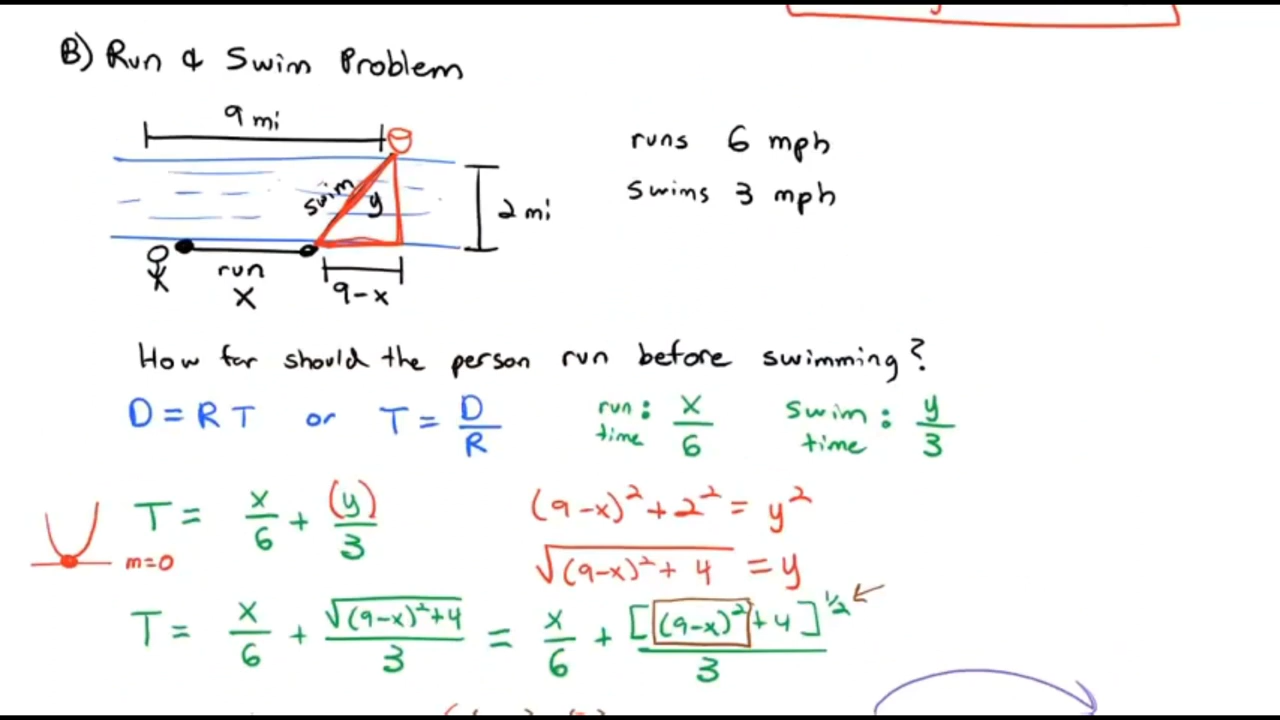 B) Run & Swim Problem
9 mi
runs 6 mph
swims 3 mph
swim
y
2 mi
run
x
9-x
How far should the person run before swimming?
D = RT or T = D/R
run time: x/6
swim time: y/3
T = x/6 + (y)/3
(9-x)² + 2² = y²
m=0
√((9-x)² + 4) = y
T = x/6 + √((9-x)²+4)/3 = x/6 + [(9-x)²+4]^½/3